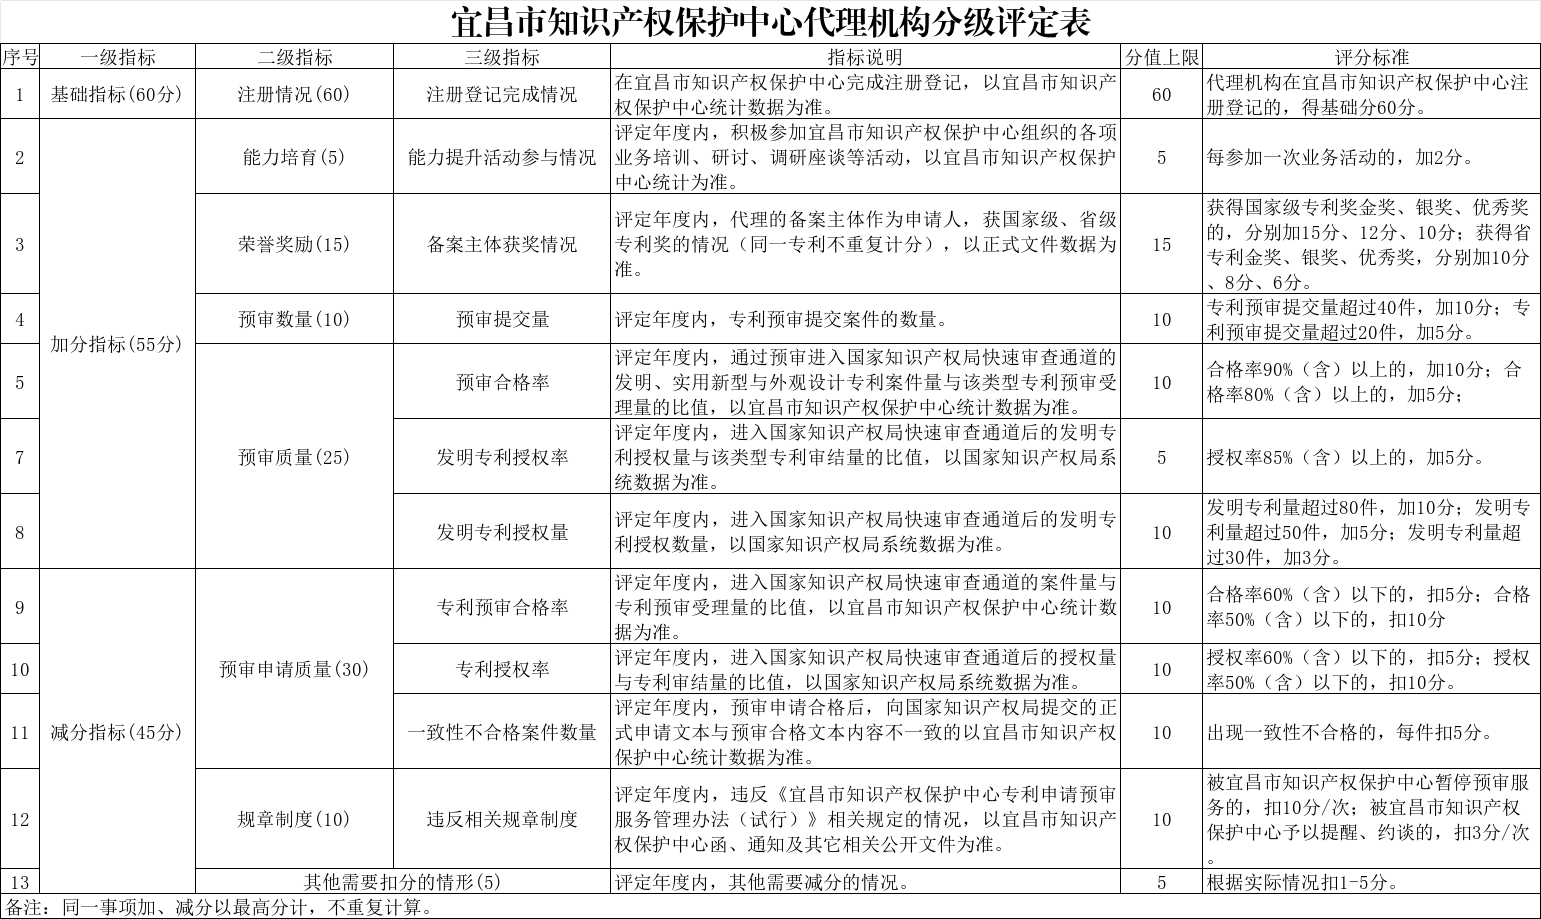 宜昌市知识产权保护中心代理机构分级评定表
序号 一级指标 二级指标 三级指标 指标说明 分值上限 评分标准
1 基础指标(60分) 注册情况(60) 注册登记完成情况
在宜昌市知识产权保护中心完成注册登记，以宜昌市知识产
权保护中心统计数据为准。
60
代理机构在宜昌市知识产权保护中心注
册登记的，得基础分60分。
加分指标(55分)
2 能力培育(5) 能力提升活动参与情况
评定年度内，积极参加宜昌市知识产权保护中心组织的各项
业务培训、研讨、调研座谈等活动，以宜昌市知识产权保护
中心统计为准。
5
每参加一次业务活动的，加2分。
3 荣誉奖励(15) 备案主体获奖情况
评定年度内，代理的备案主体作为申请人，获国家级、省级
专利奖的情况（同一专利不重复计分），以正式文件数据为
准。
15
获得国家级专利奖金奖、银奖、优秀奖
的，分别加15分、12分、10分；获得省
专利金奖、银奖、优秀奖，分别加10分
、8分、6分。
4 预审数量(10) 预审提交量
评定年度内，专利预审提交案件的数量。
10
专利预审提交量超过40件，加10分；专
利预审提交量超过20件，加5分。
预审质量(25)
5 预审合格率
评定年度内，通过预审进入国家知识产权局快速审查通道的
发明、实用新型与外观设计专利案件量与该类型专利预审受
理量的比值，以宜昌市知识产权保护中心统计数据为准。
10
合格率90%（含）以上的，加10分；合
格率80%（含）以上的，加5分；
7 发明专利授权率
评定年度内，进入国家知识产权局快速审查通道后的发明专
利授权量与该类型专利审结量的比值，以国家知识产权局系
统数据为准。
5
授权率85%（含）以上的，加5分。
8 发明专利授权量
评定年度内，进入国家知识产权局快速审查通道后的发明专
利授权数量，以国家知识产权局系统数据为准。
10
发明专利量超过80件，加10分；发明专
利量超过50件，加5分；发明专利量超
过30件，加3分。
减分指标(45分)
预审申请质量(30)
9 专利预审合格率
评定年度内，进入国家知识产权局快速审查通道的案件量与
专利预审受理量的比值，以宜昌市知识产权保护中心统计数
据为准。
10
合格率60%（含）以下的，扣5分；合格
率50%（含）以下的，扣10分
10 专利授权率
评定年度内，进入国家知识产权局快速审查通道后的授权量
与专利审结量的比值，以国家知识产权局系统数据为准。
10
授权率60%（含）以下的，扣5分；授权
率50%（含）以下的，扣10分。
11 一致性不合格案件数量
评定年度内，预审申请合格后，向国家知识产权局提交的正
式申请文本与预审合格文本内容不一致的以宜昌市知识产权
保护中心统计数据为准。
10
出现一致性不合格的，每件扣5分。
12 规章制度(10) 违反相关规章制度
评定年度内，违反《宜昌市知识产权保护中心专利申请预审
服务管理办法（试行）》相关规定的情况，以宜昌市知识产
权保护中心函、通知及其它相关公开文件为准。
10
被宜昌市知识产权保护中心暂停预审服
务的，扣10分/次；被宜昌市知识产权
保护中心予以提醒、约谈的，扣3分/次
。
13 其他需要扣分的情形(5) 评定年度内，其他需要减分的情况。 5 根据实际情况扣1-5分。
备注：同一事项加、减分以最高分计，不重复计算。